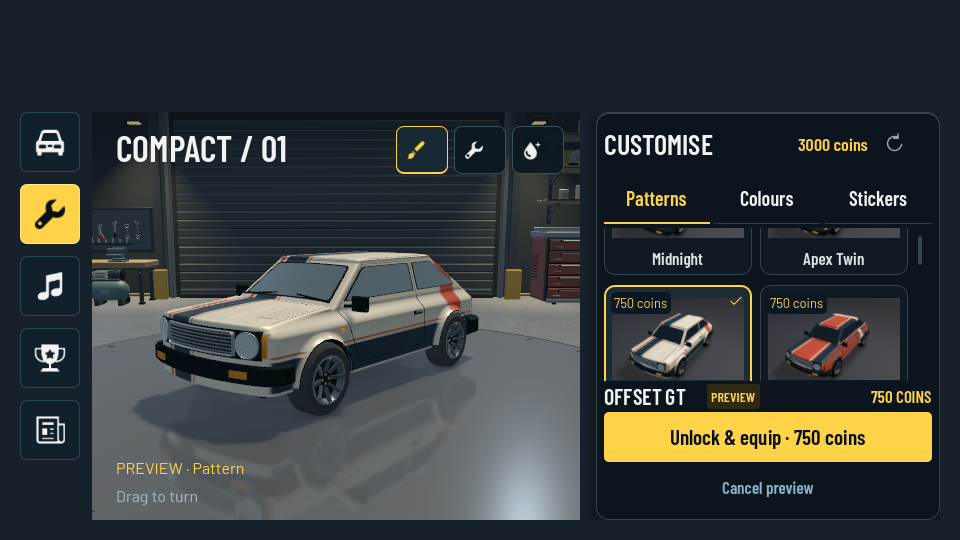 COMPACT / 01
CUSTOMISE
3000 coins
Patterns
Colours
Stickers
Midnight
Apex Twin
750 coins
750 coins
OFFSET GT
PREVIEW
750 COINS
Unlock & equip · 750 coins
Cancel preview
PREVIEW · Pattern
Drag to turn